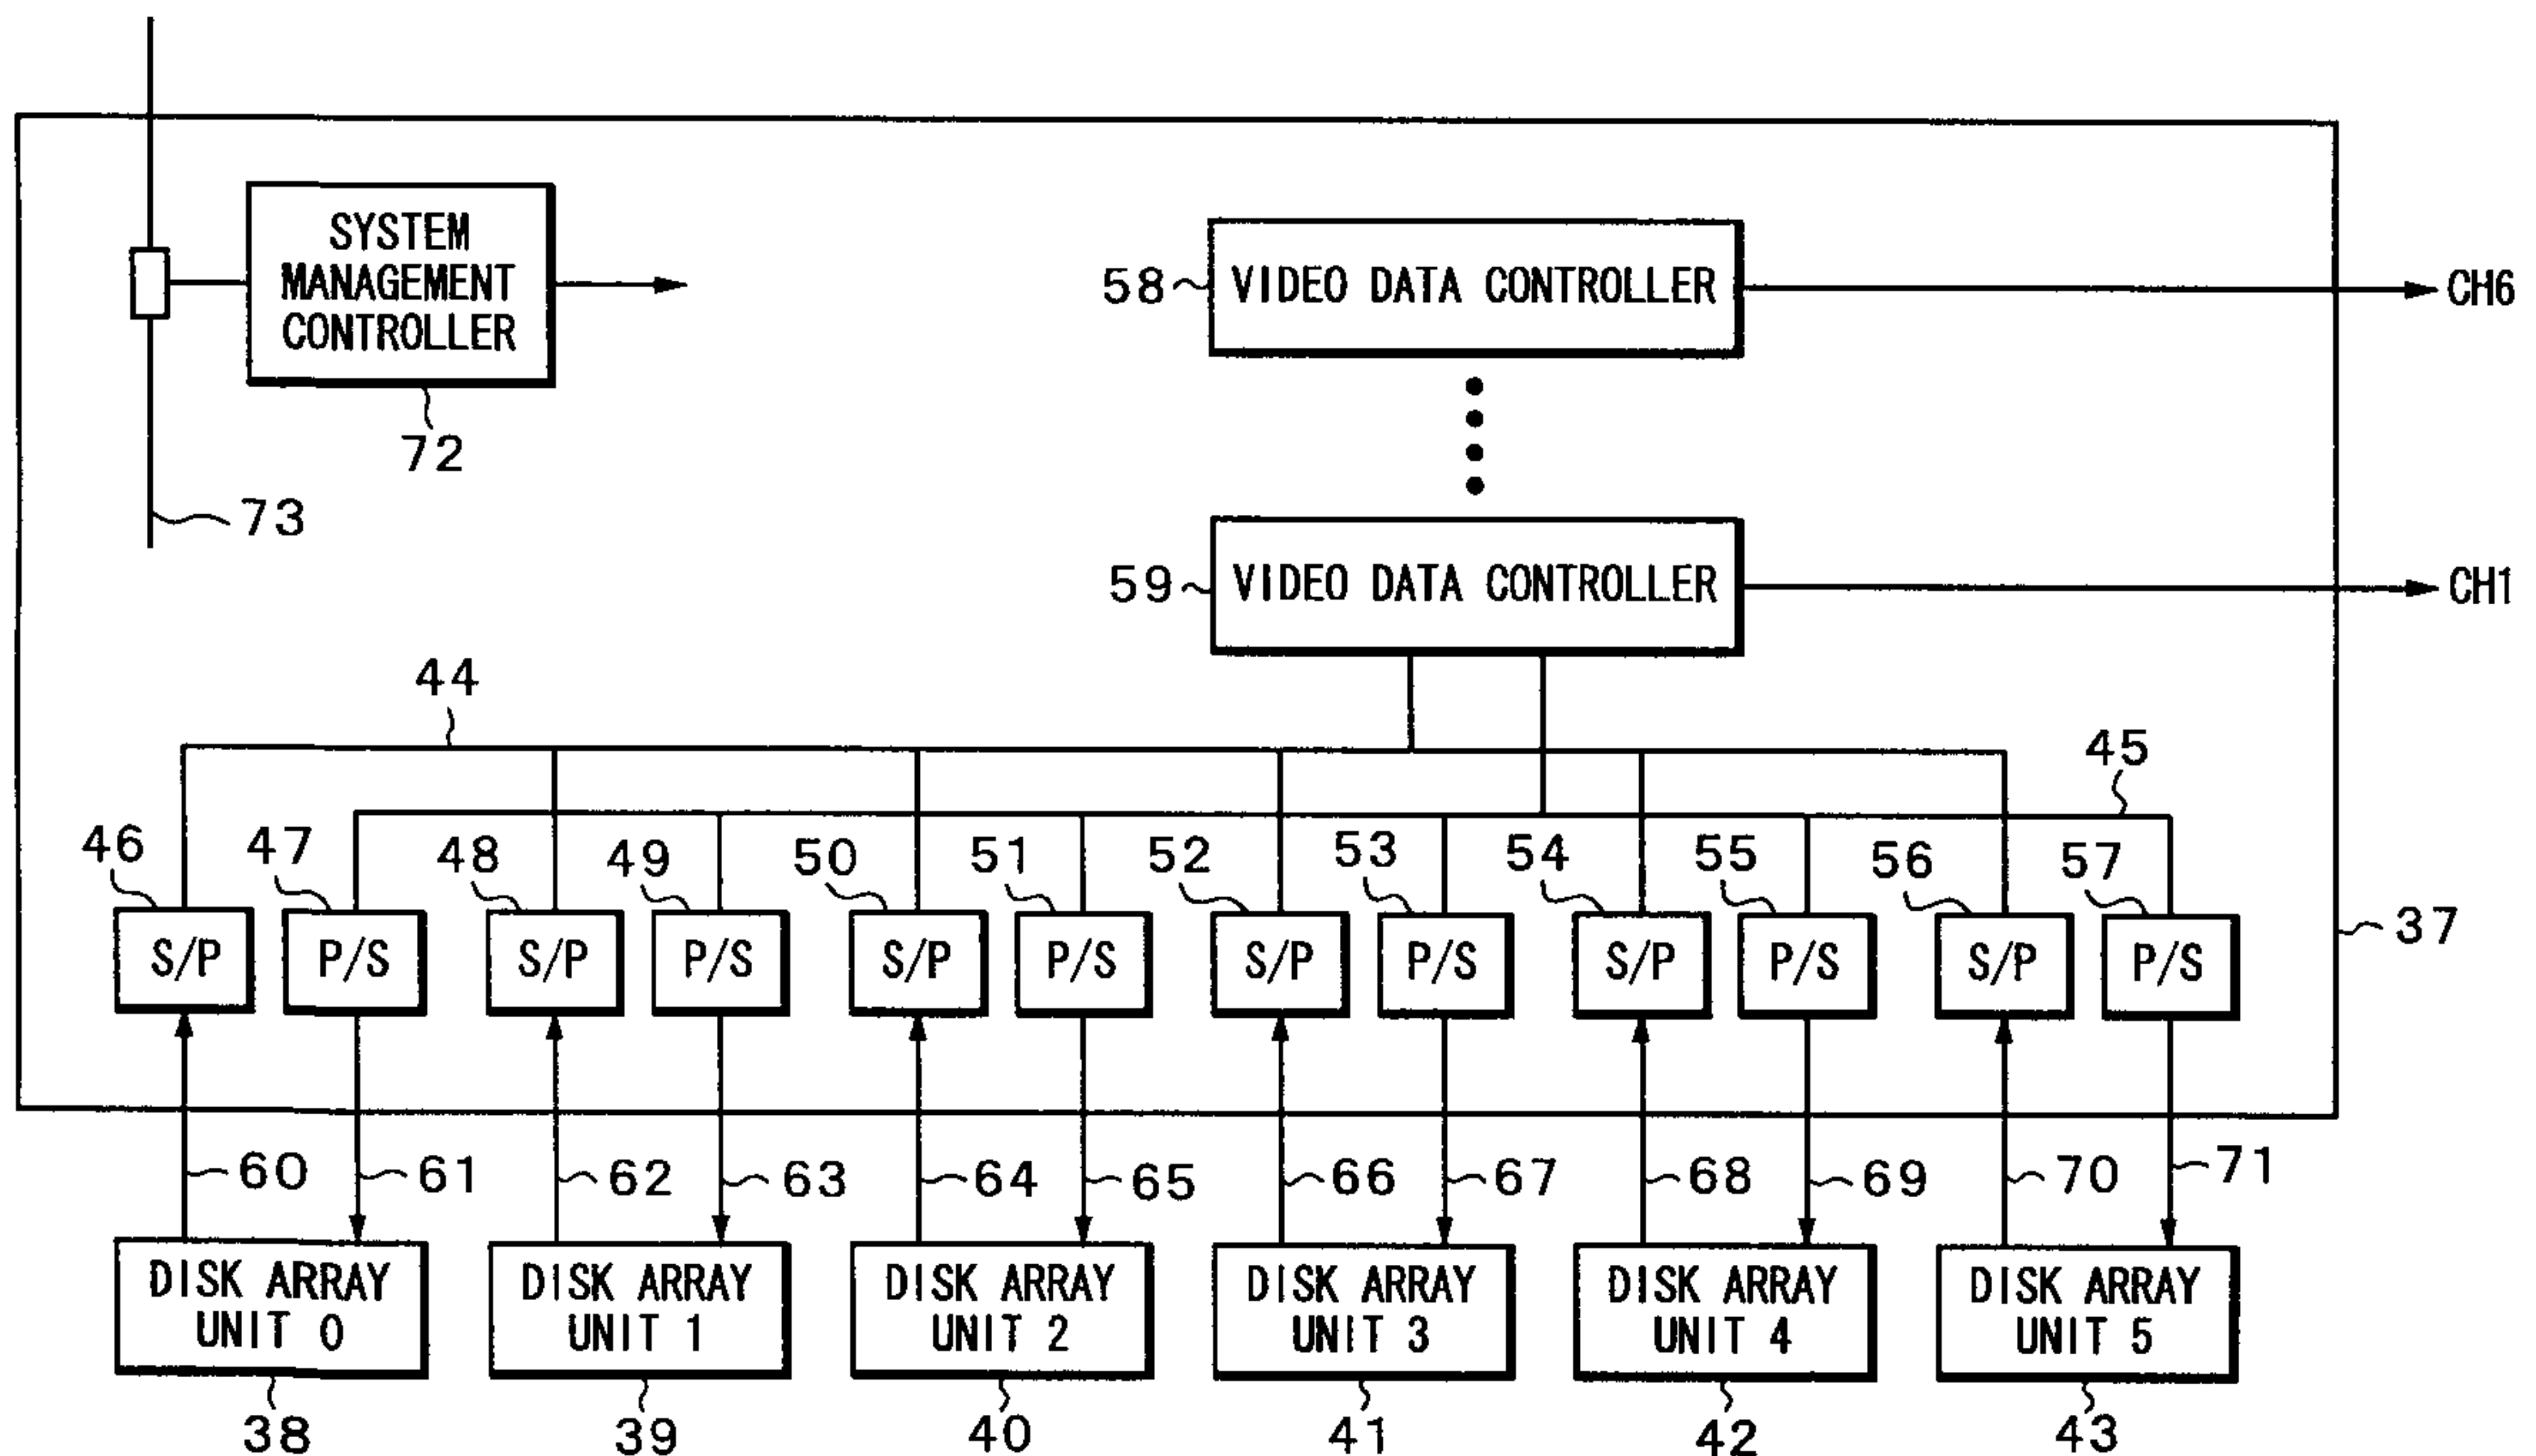 SYSTEM
MANAGEMENT
CONTROLLER
72
73
58
VIDEO DATA CONTROLLER
CH6
59
VIDEO DATA CONTROLLER
CH1
44
45
46
47
48
49
50
51
52
53
54
55
56
57
S/P
P/S
S/P
P/S
S/P
P/S
S/P
P/S
S/P
P/S
S/P
P/S
37
60
61
62
63
64
65
66
67
68
69
70
71
DISK ARRAY
UNIT 0
DISK ARRAY
UNIT 1
DISK ARRAY
UNIT 2
DISK ARRAY
UNIT 3
DISK ARRAY
UNIT 4
DISK ARRAY
UNIT 5
38
39
40
41
42
43